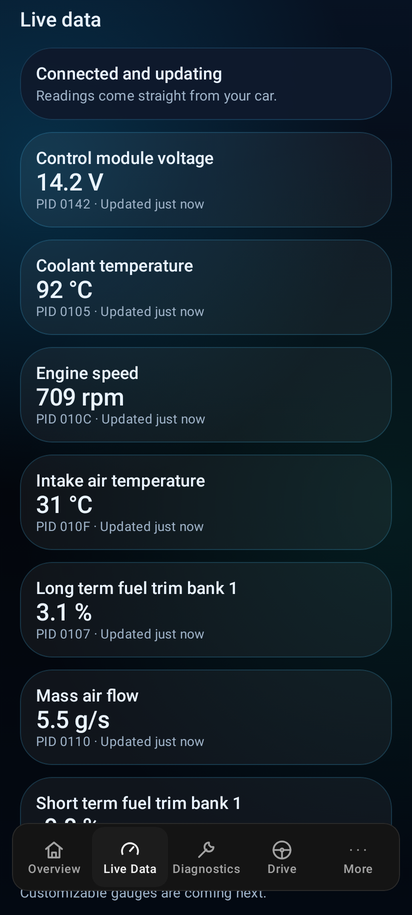 Live data
Connected and updating
Readings come straight from your car.
Control module voltage
14.2 V
PID 0142 · Updated just now
Coolant temperature
92 °C
PID 0105 · Updated just now
Engine speed
709 rpm
PID 010C · Updated just now
Intake air temperature
31 °C
PID 010F · Updated just now
Long term fuel trim bank 1
3.1 %
PID 0107 · Updated just now
Mass air flow
5.5 g/s
PID 0110 · Updated just now
Short term fuel trim bank 1
Overview Live Data Diagnostics Drive More
Customizable gauges are coming next.